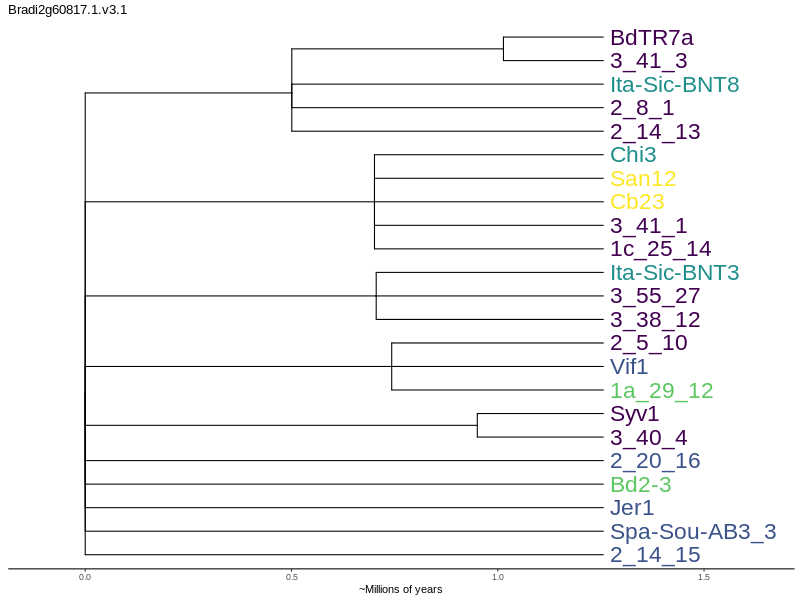 Bradi2g60817.1.v3.1
BdTR7a
3_41_3
Ita-Sic-BNT8
2_8_1
2_14_13
Chi3
San12
Cb23
3_41_1
1c_25_14
Ita-Sic-BNT3
3_55_27
3_38_12
2_5_10
Vif1
1a_29_12
Syv1
3_40_4
2_20_16
Bd2-3
Jer1
Spa-Sou-AB3_3
2_14_15
0.0 0.5 1.0 1.5
~Millions of years